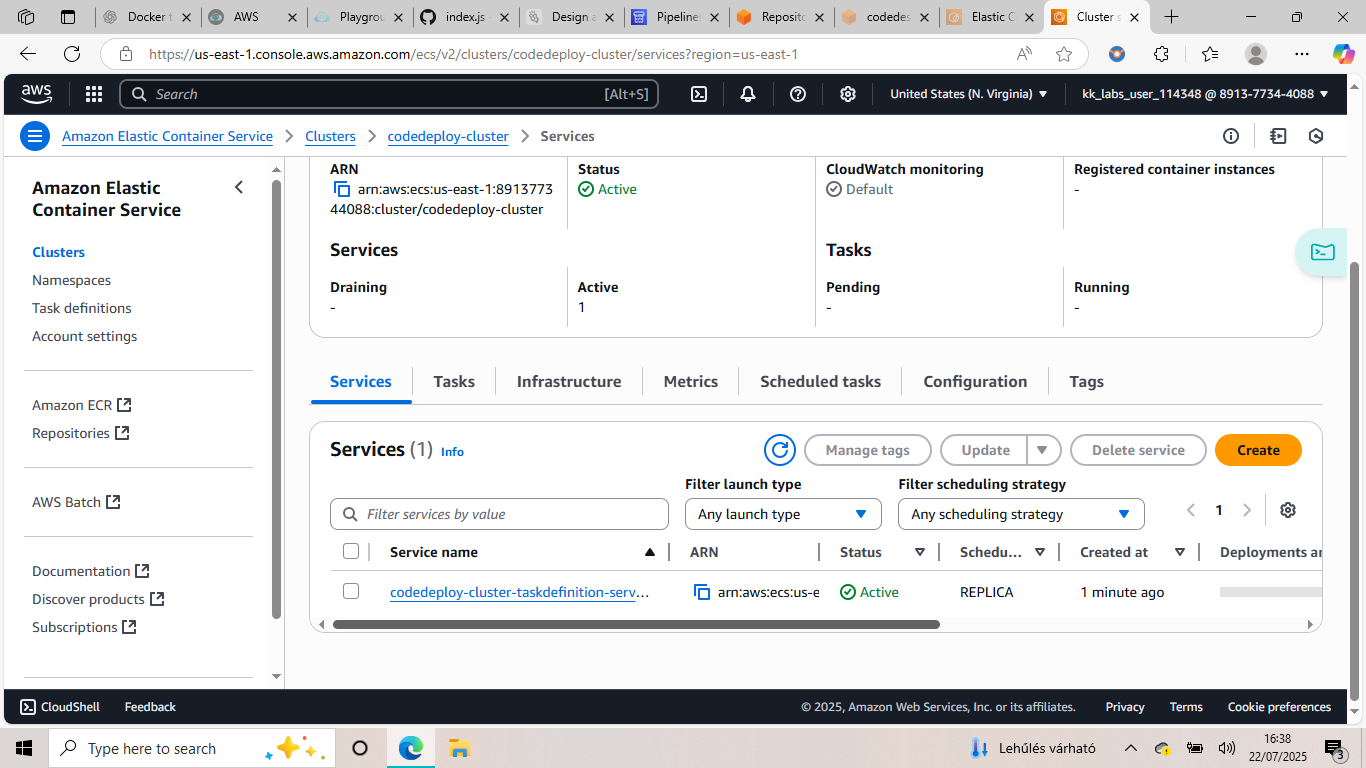 Docker t
AWS
Playgrou
index.js
Design a
Pipeline
Reposito
codedes
Elastic C
Cluster s
https://us-east-1.console.aws.amazon.com/ecs/v2/clusters/codedeploy-cluster/services?region=us-east-1
aws
Search
[Alt+S]
United States (N. Virginia)
kk_labs_user_114348 @ 8913-7734-4088
Amazon Elastic Container Service
Clusters
codedeploy-cluster
Services
Amazon Elastic
Container Service
Clusters
Namespaces
Task definitions
Account settings
Amazon ECR
Repositories
AWS Batch
Documentation
Discover products
Subscriptions
ARN
arn:aws:ecs:us-east-1:8913773
44088:cluster/codedeploy-cluster
Status
Active
CloudWatch monitoring
Default
Registered container instances
-
Services
Tasks
Draining
-
Active
1
Pending
-
Running
-
Services
Tasks
Infrastructure
Metrics
Scheduled tasks
Configuration
Tags
Services (1) Info
Manage tags
Update
Delete service
Create
Filter launch type
Filter scheduling strategy
Filter services by value
Any launch type
Any scheduling strategy
1
Service name
ARN
Status
Schedu...
Created at
Deployments an
codedeploy-cluster-taskdefinition-serv...
arn:aws:ecs:us-e
Active
REPLICA
1 minute ago
CloudShell
Feedback
© 2025, Amazon Web Services, Inc. or its affiliates.
Privacy
Terms
Cookie preferences
Type here to search
Lehűlés várható
16:38
22/07/2025
3